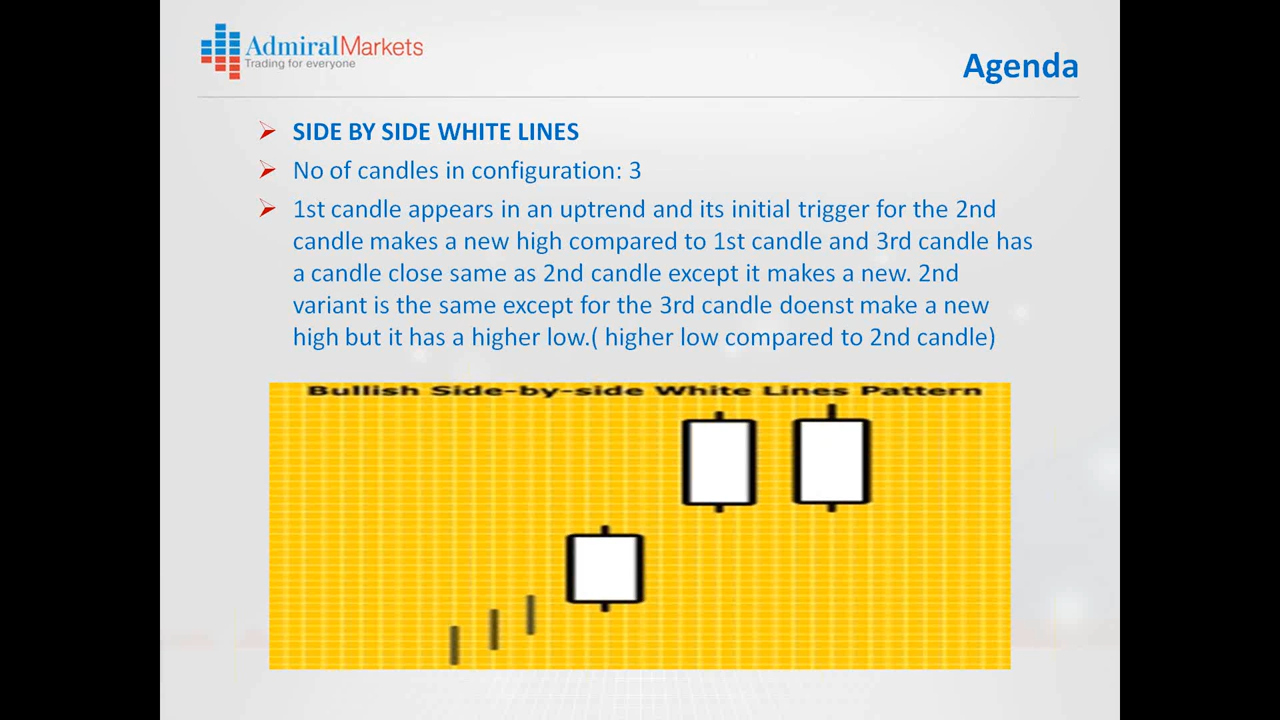 AdmiralMarkets
Trading for everyone
Agenda
SIDE BY SIDE WHITE LINES
No of candles in configuration: 3
1st candle appears in an uptrend and its initial trigger for the 2nd
candle makes a new high compared to 1st candle and 3rd candle has
a candle close same as 2nd candle except it makes a new. 2nd
variant is the same except for the 3rd candle doenst make a new
high but it has a higher low.( higher low compared to 2nd candle)
Bullish Side-by-side White Lines Pattern